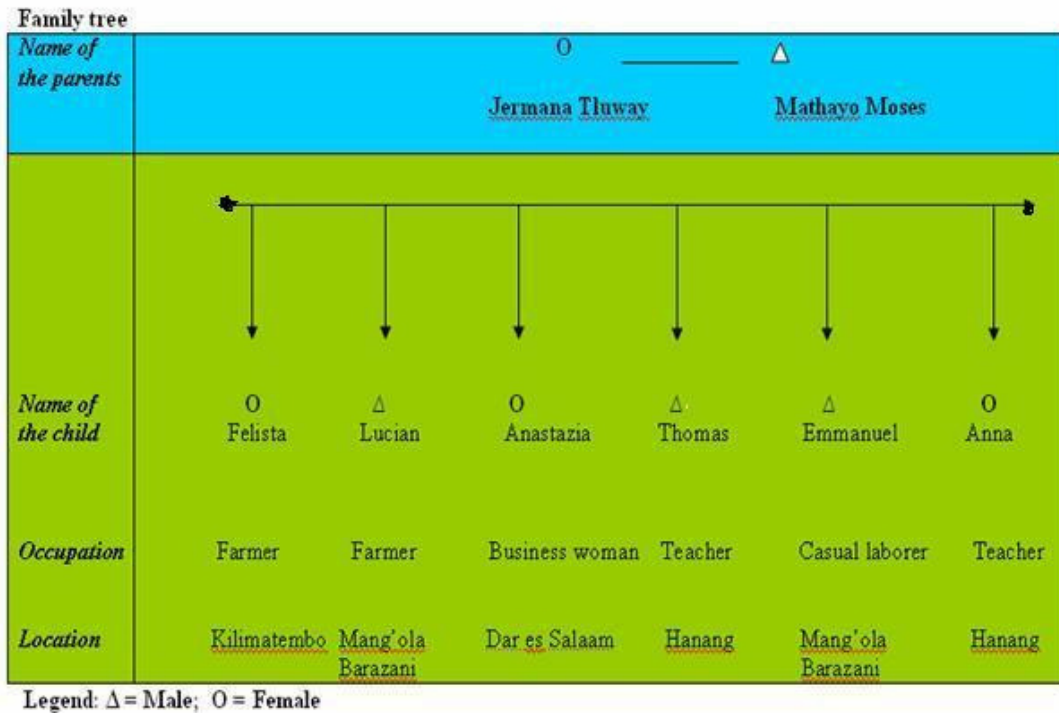 Family tree
Name of
the parents
O ________ Δ
Jermana Tluway Mathayo Moses
Name of
the child
O Δ O Δ Δ O
Felista Lucian Anastazia Thomas Emmanuel Anna
Occupation Farmer Farmer Business woman Teacher Casual laborer Teacher
Location Kilimatembo Mang'ola Dar es Salaam Hanang Mang'ola Hanang
Barazani Barazani
Legend: Δ = Male; O = Female